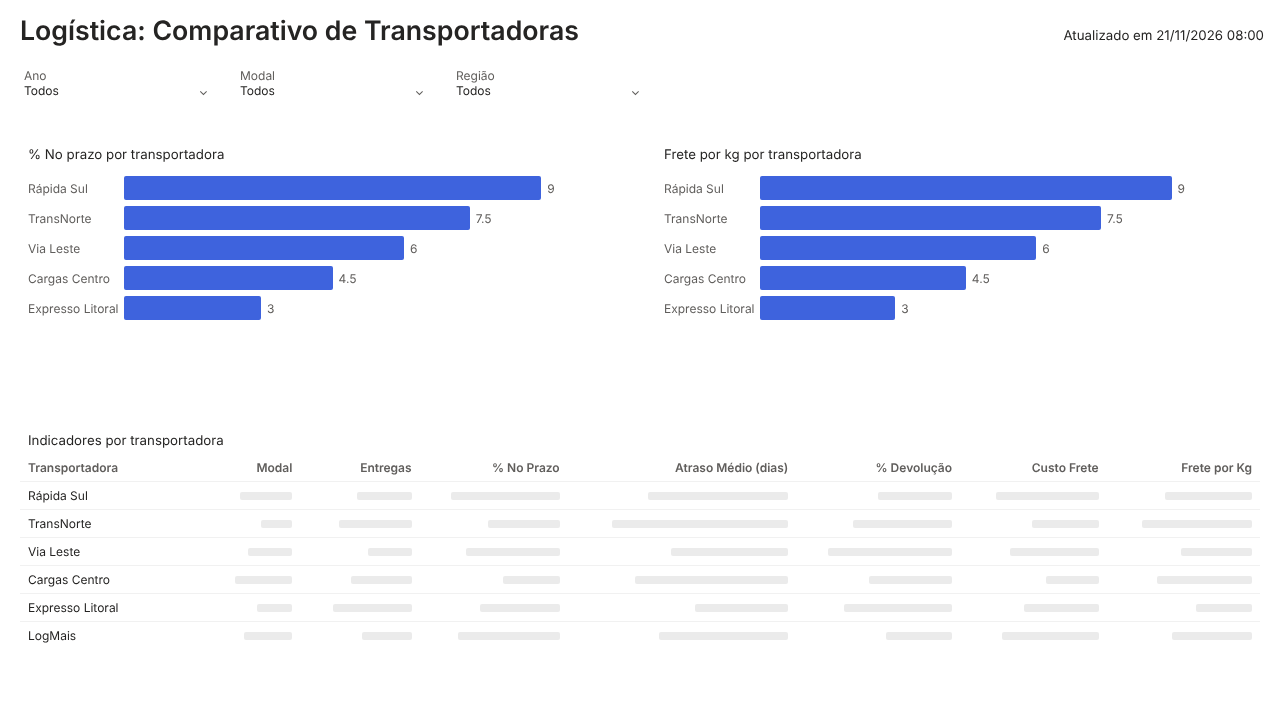 Logística: Comparativo de Transportadoras
Atualizado em 21/11/2026 08:00
Ano
Todos
Modal
Todos
Região
Todos
% No prazo por transportadora
Rápida Sul 9
TransNorte 7.5
Via Leste 6
Cargas Centro 4.5
Expresso Litoral 3
Frete por kg por transportadora
Rápida Sul 9
TransNorte 7.5
Via Leste 6
Cargas Centro 4.5
Expresso Litoral 3
Indicadores por transportadora
Transportadora Modal Entregas % No Prazo Atraso Médio (dias) % Devolução Custo Frete Frete por Kg
Rápida Sul
TransNorte
Via Leste
Cargas Centro
Expresso Litoral
LogMais